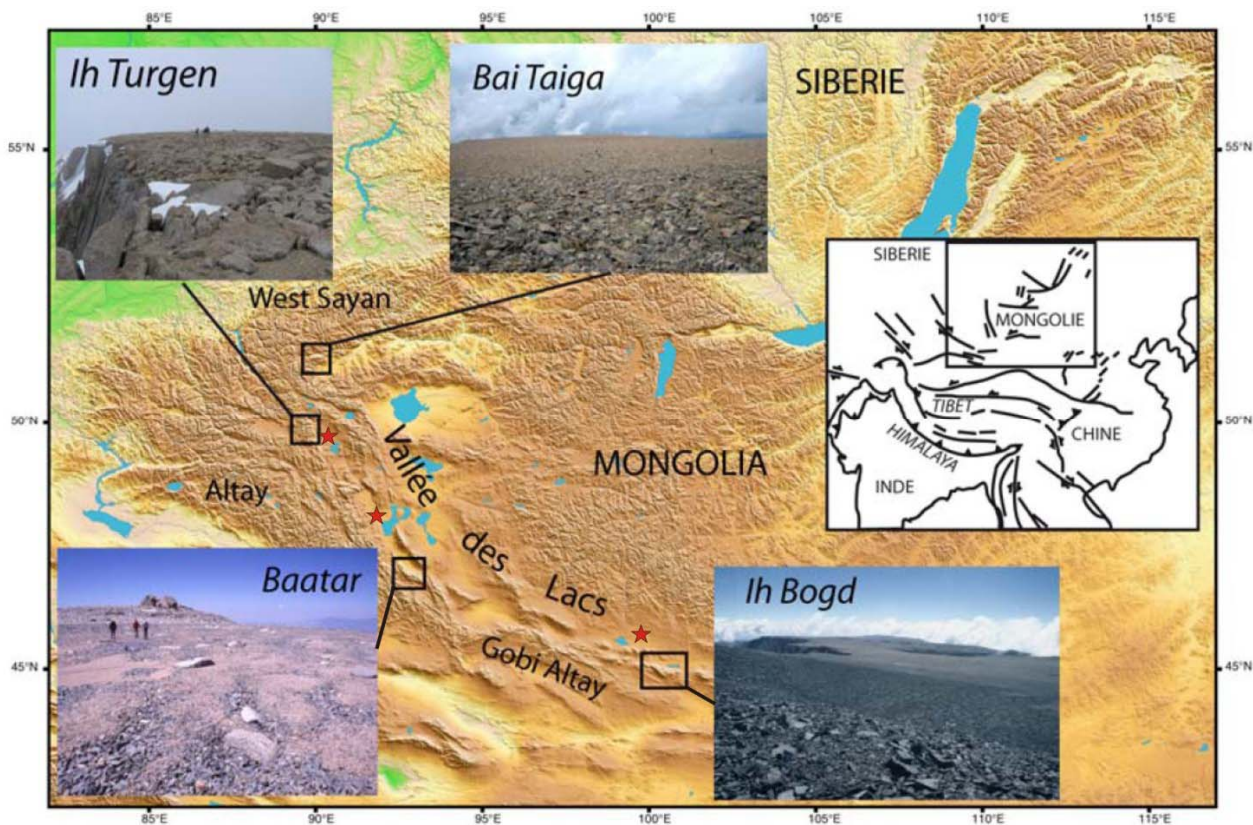 85°E 90°E 95°E 100°E 105°E 110°E 115°E
Ih Turgen
Bai Taiga
SIBERIE
55°N 55°N
West Sayan
SIBERIE
MONGOLIE
TIBET
HIMALAYA
CHINE
INDE
50°N 50°N
Altay
Vallée
des
Lacs
MONGOLIA
Baatar
Ih Bogd
Gobi Altay
45°N 45°N
85°E 90°E 95°E 100°E 105°E 110°E 115°E